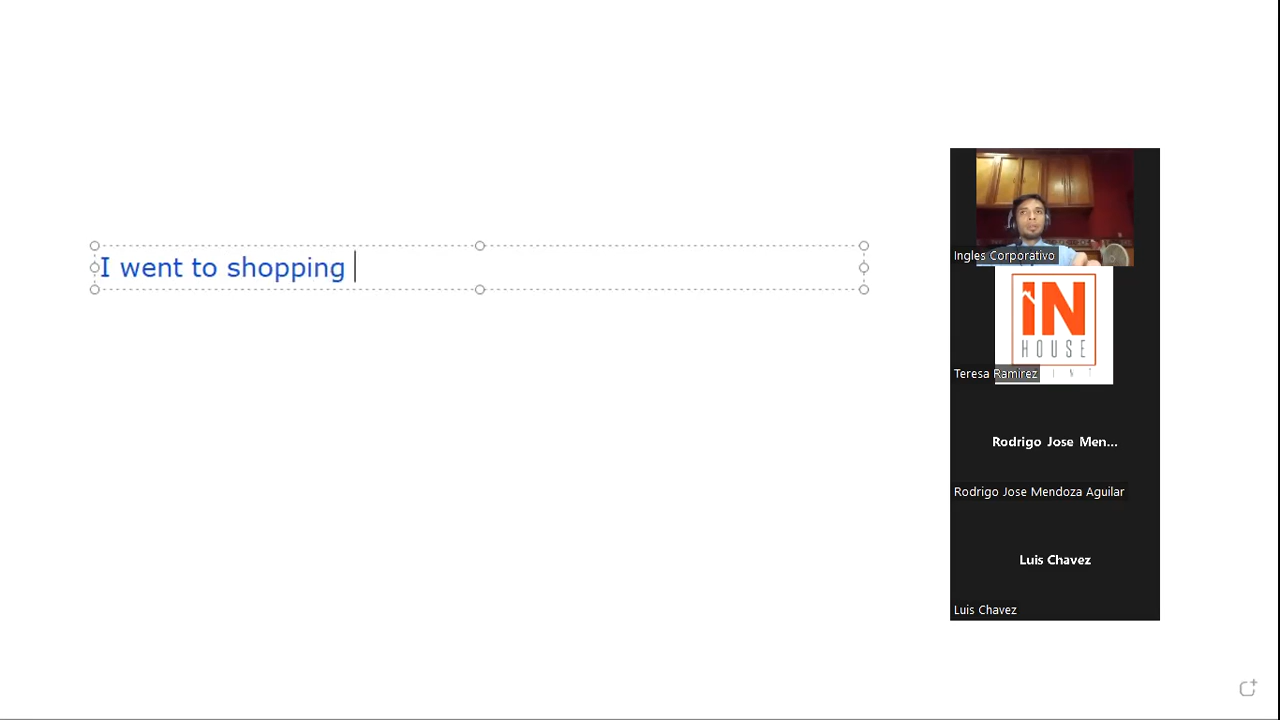 I went to shopping
Ingles Corporativo
iN
HOUSE
I N T
Teresa Ramirez
Rodrigo Jose Men...
Rodrigo Jose Mendoza Aguilar
Luis Chavez
Luis Chavez